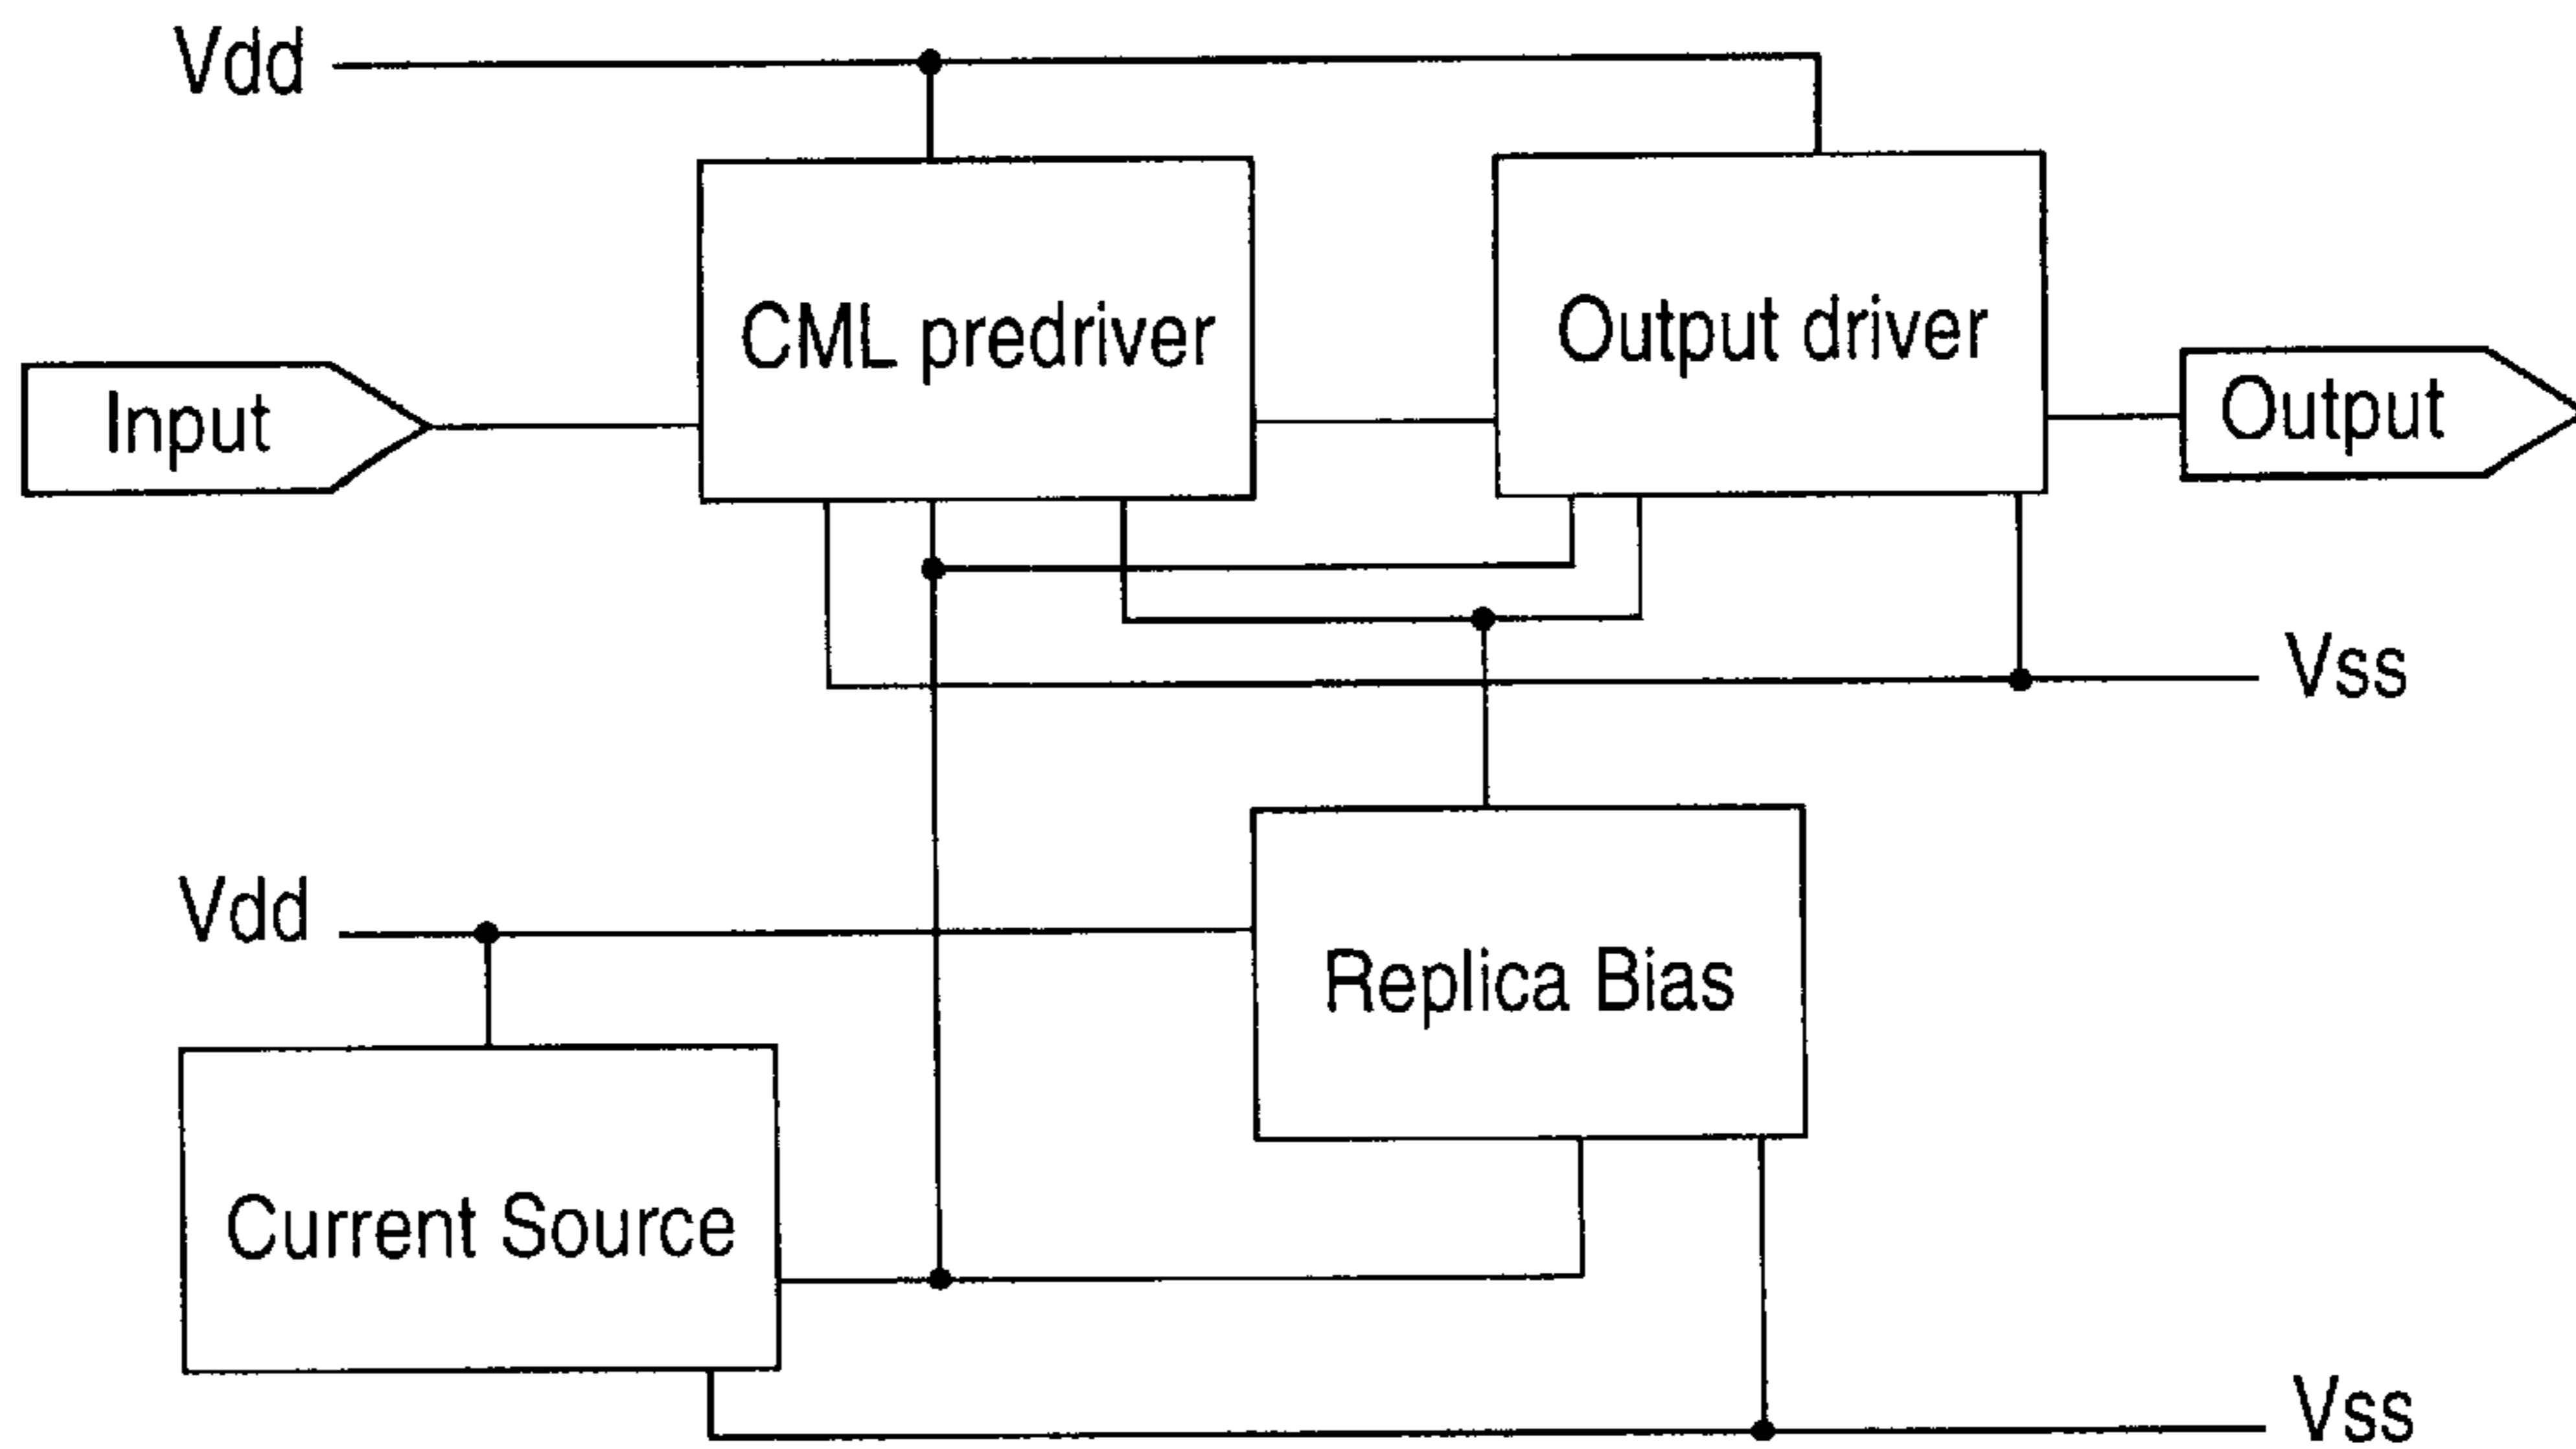 Vdd
CML predriver
Output driver
Input
Output
Vss
Vdd
Replica Bias
Current Source
Vss